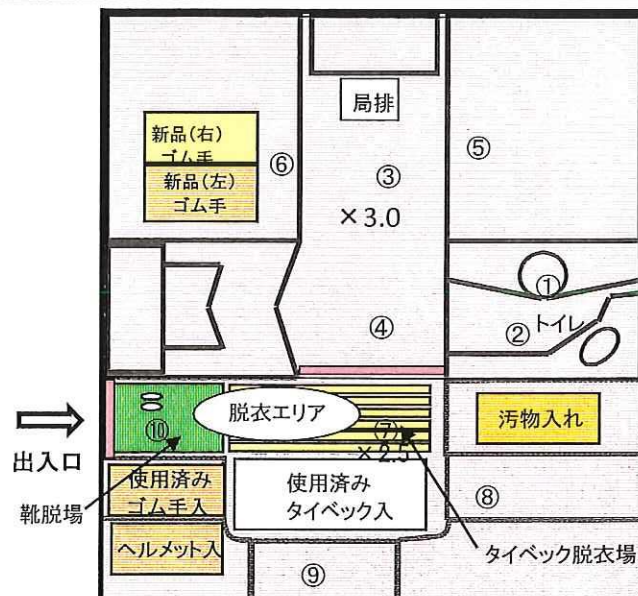 局排
新品(右)
ゴム手
新品(左)
ゴム手
⑥
③
×3.0
⑤
①
②
トイレ
④
出入口
⑩
脱衣エリア
⑦
×2.5
汚物入れ
靴脱場
使用済み
ゴム手入
使用済み
タイベック入
⑧
ヘルメット入
⑨
タイベック脱衣場